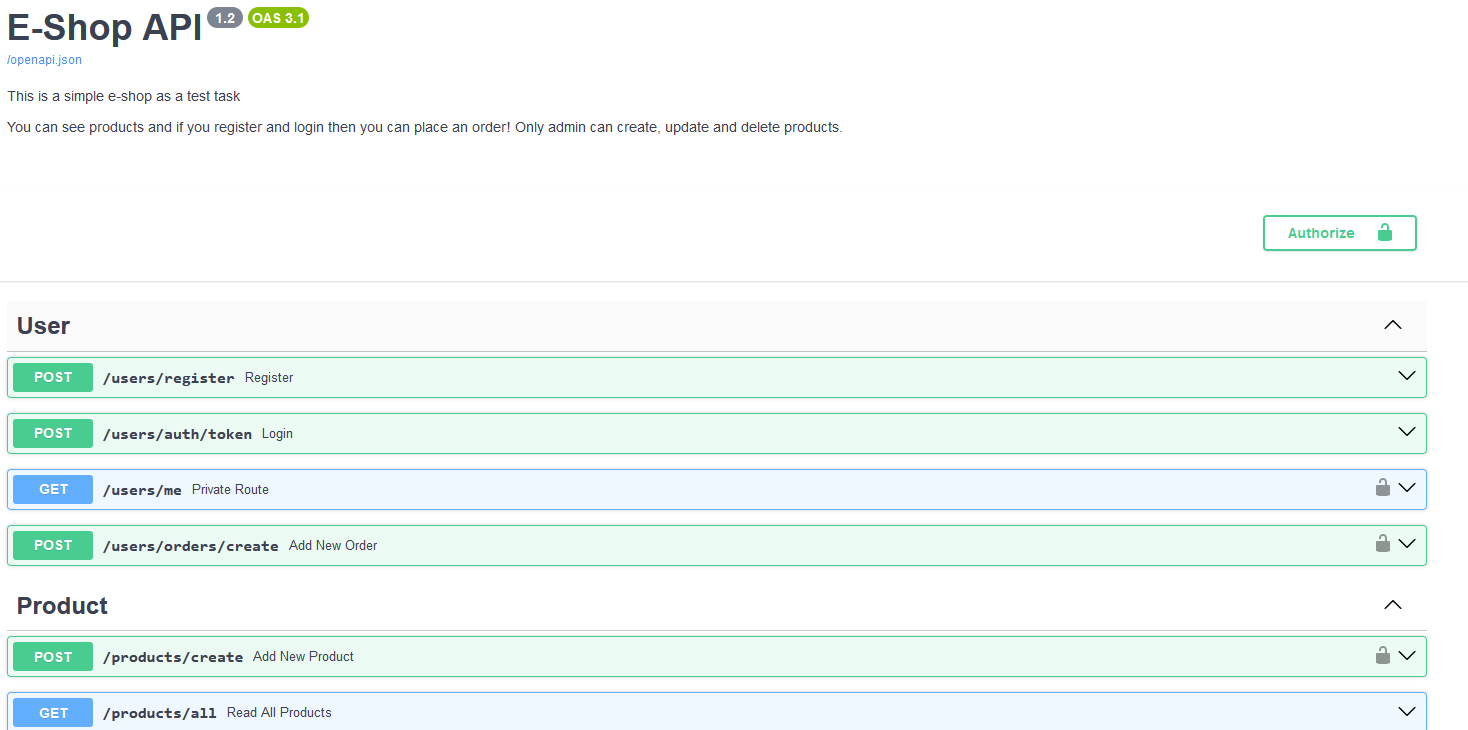 E-Shop API 1.2 OAS 3.1
/openapi.json
This is a simple e-shop as a test task
You can see products and if you register and login then you can place an order! Only admin can create, update and delete products.
Authorize
User
POST /users/register Register
POST /users/auth/token Login
GET /users/me Private Route
POST /users/orders/create Add New Order
Product
POST /products/create Add New Product
GET /products/all Read All Products